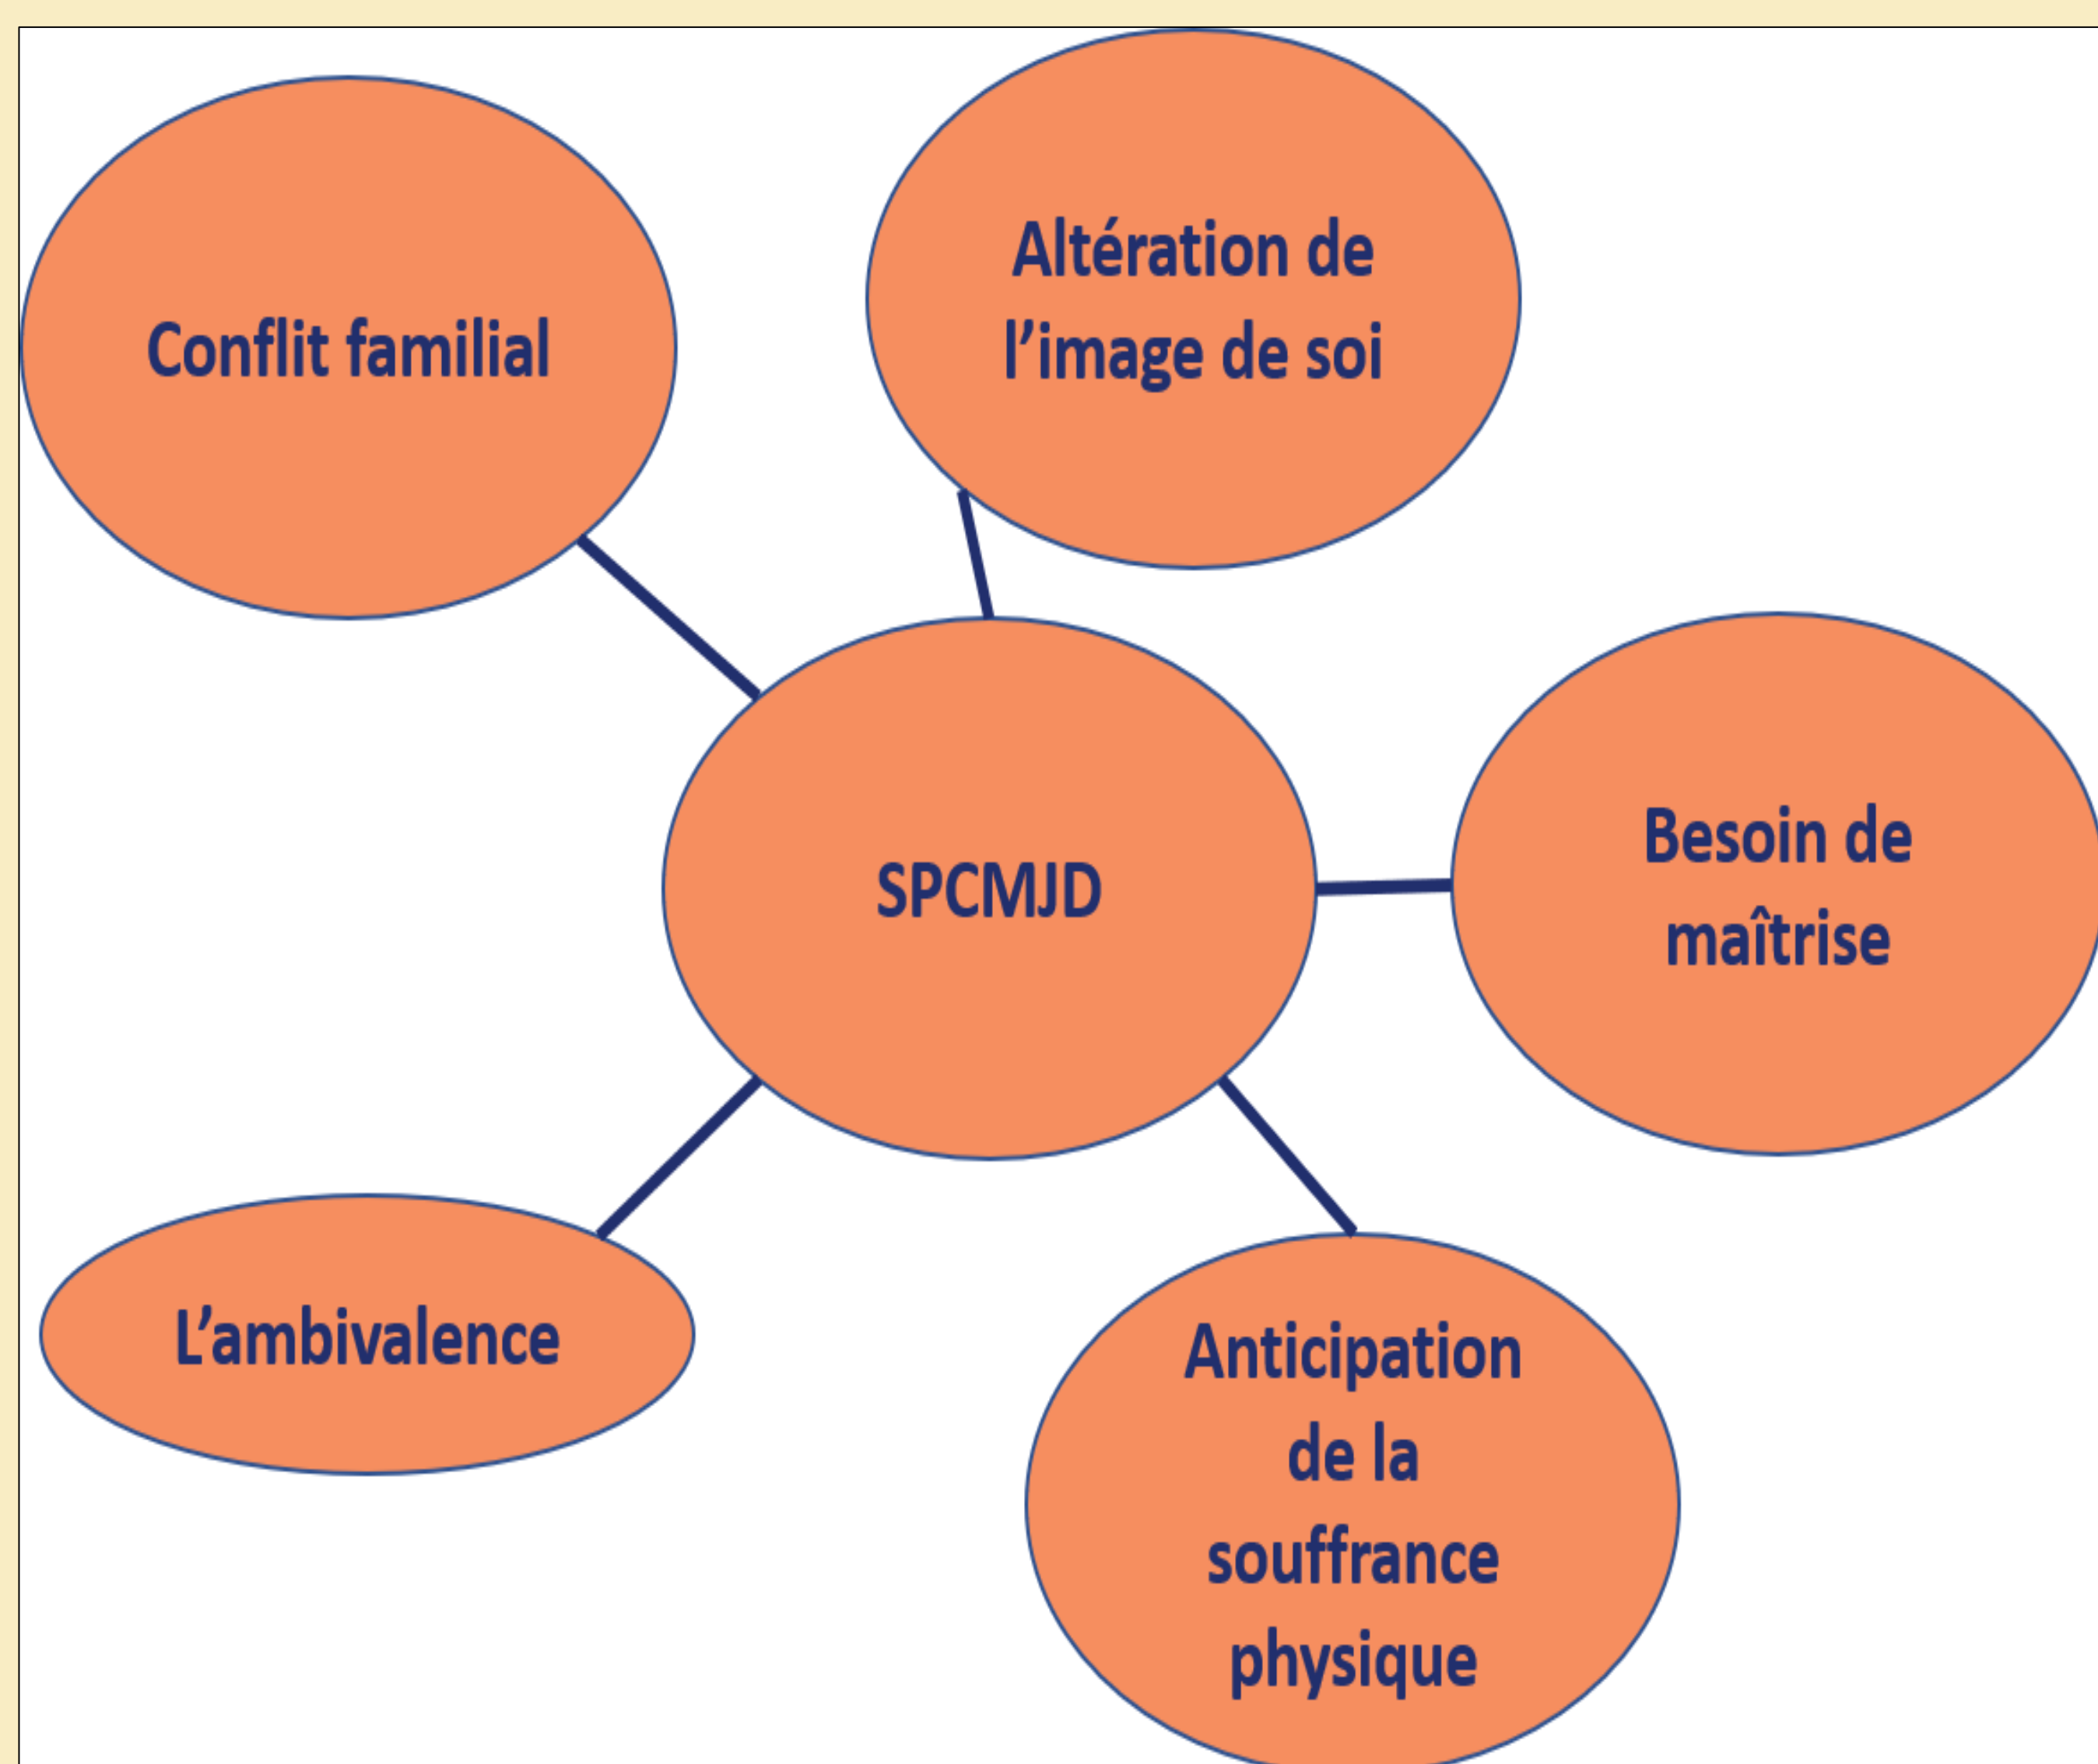 Conflit familial
Altération de
l’image de soi
SPCMJD
Besoin de
maîtrise
L’ambivalence
Anticipation
de la
souffrance
physique